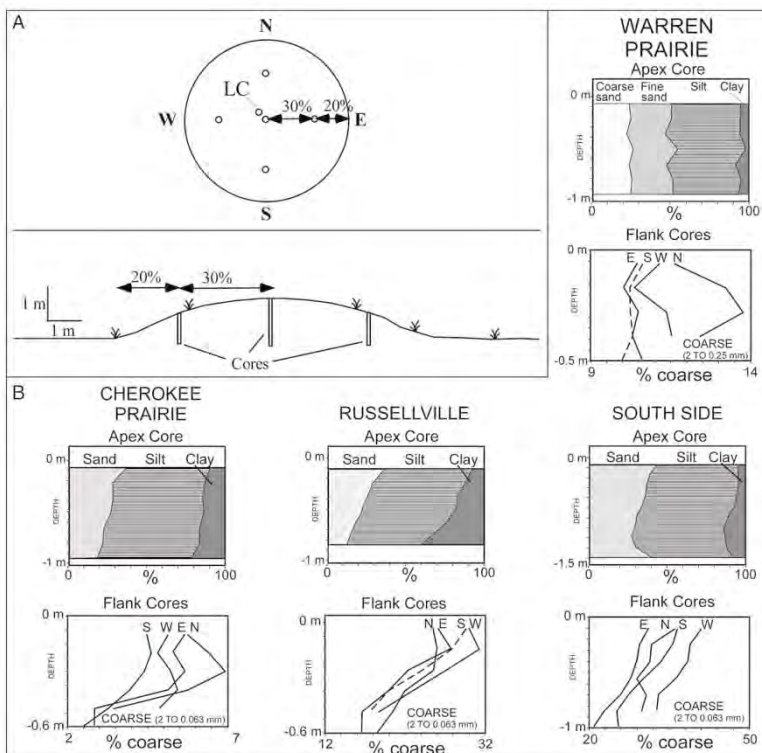 A
N
LC
30% 20%
W
E
S
20% 30%
1 m
1 m
Cores
WARREN
PRAIRIE
Apex Core
Coarse sand Fine sand Silt Clay
0 m
DEPTH
-1 m
0 % 100
Flank Cores
0 m
E S W N
DEPTH
COARSE
(2 TO 0.25 mm)
-0.5 m
9 14
% coarse
B
CHEROKEE
PRAIRIE
Apex Core
Sand Silt Clay
0 m
DEPTH
-1 m
0 % 100
Flank Cores
0 m
S W E N
DEPTH
COARSE (2 TO 0.063 mm)
-0.6 m
2 7
% coarse
RUSSELLVILLE
Apex Core
Sand Silt Clay
0 m
DEPTH
-1 m
0 % 100
Flank Cores
0 m
N E S W
DEPTH
COARSE
(2 TO 0.063 mm)
-0.6 m
12 32
% coarse
SOUTH SIDE
Apex Core
Sand Silt Clay
0 m
DEPTH
-1.5 m
0 % 100
Flank Cores
0 m
E N S W
DEPTH
COARSE
(2 TO 0.063 mm)
-1 m
20 50
% coarse